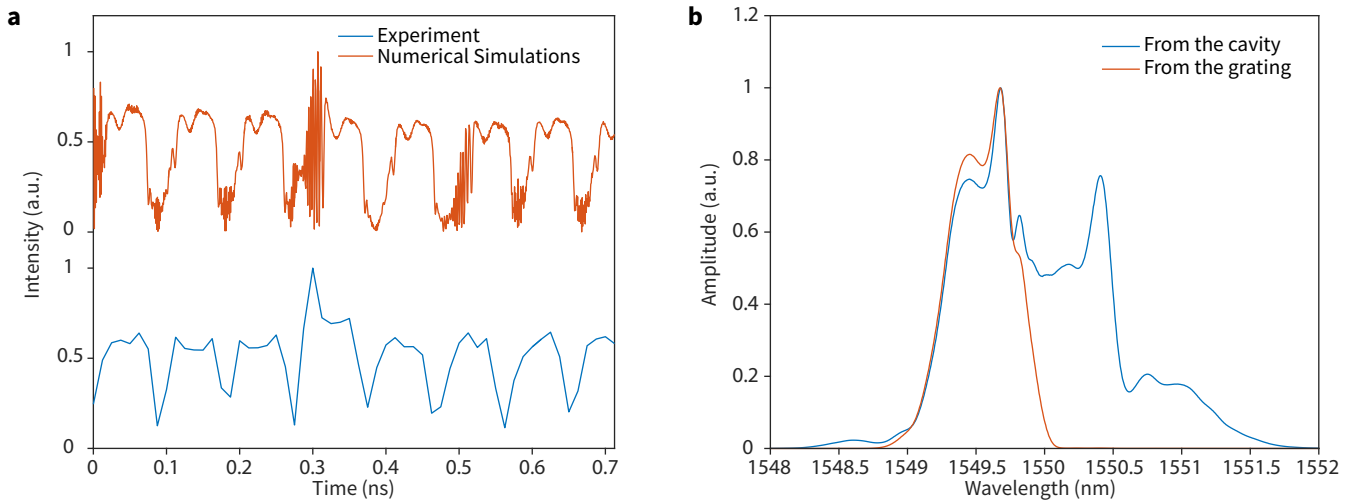 a
Experiment
Numerical Simulations
1
0.5
0
1
0.5
0
Intensity (a.u.)
0 0.1 0.2 0.3 0.4 0.5 0.6 0.7
Time (ns)
b
From the cavity
From the grating
1.2
1
0.8
0.6
0.4
0.2
0
Amplitude (a.u.)
1548 1548.5 1549 1549.5 1550 1550.5 1551 1551.5 1552
Wavelength (nm)